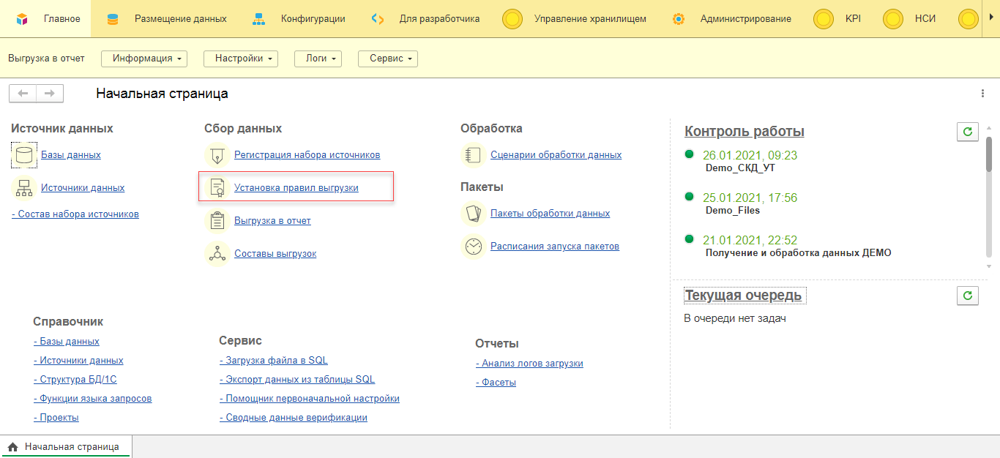 Главное
Размещение данных
Конфигурации
Для разработчика
Управление хранилищем
Администрирование
KPI
НСИ
Выгрузка в отчет
Информация
Настройки
Логи
Сервис
Начальная страница
Источник данных
Базы данных
Источники данных
- Состав набора источников
Сбор данных
Регистрация набора источников
Установка правил выгрузки
Выгрузка в отчет
Составы выгрузок
Обработка
Сценарии обработки данных
Пакеты
Пакеты обработки данных
Расписания запуска пакетов
Контроль работы
26.01.2021, 09:23
Demo_СКД_УТ
25.01.2021, 17:56
Demo_Files
21.01.2021, 22:52
Получение и обработка данных ДЕМО
Текущая очередь
В очереди нет задач
Справочник
- Базы данных
- Источники данных
- Структура БД/1С
- Функции языка запросов
- Проекты
Сервис
- Загрузка файла в SQL
- Экспорт данных из таблицы SQL
- Помощник первоначальной настройки
- Сводные данные верификации
Отчеты
- Анализ логов загрузки
- Фасеты
Начальная страница